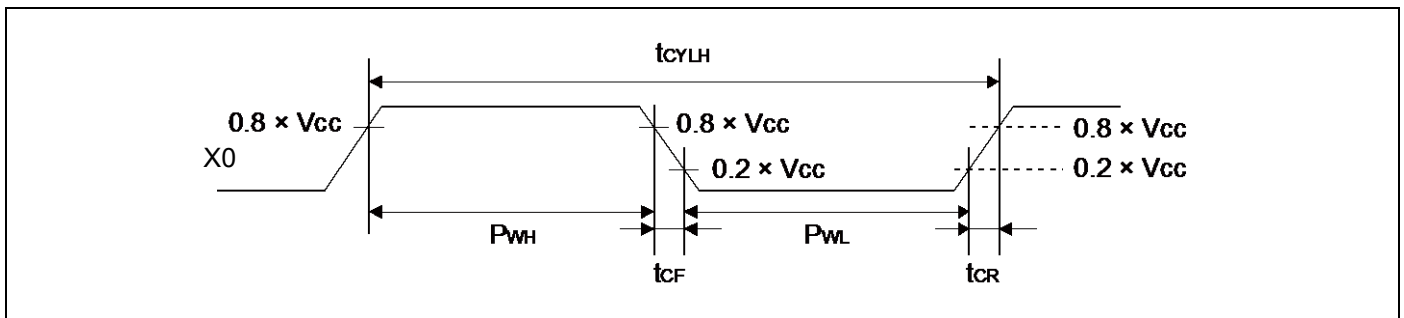 tCYLH
0.8 × Vcc
0.8 × Vcc
0.8 × Vcc
X0
0.2 × Vcc
0.2 × Vcc
PWH
PWL
tCF
tCR